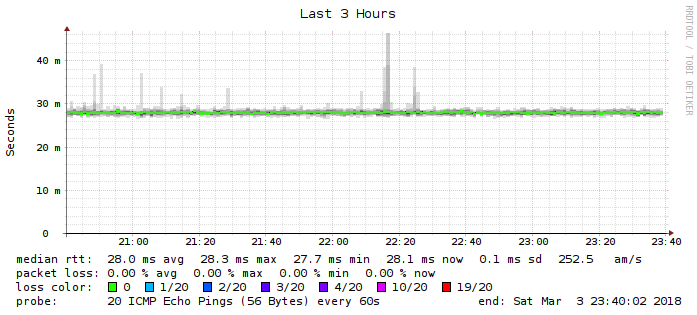 Last 3 Hours
RRDTOOL / TOBI OETIKER
Seconds
40 m
30 m
20 m
10 m
0
21:00 21:20 21:40 22:00 22:20 22:40 23:00 23:20 23:40
median rtt: 28.0 ms avg 28.3 ms max 27.7 ms min 28.1 ms now 0.1 ms sd 252.5 am/s
packet loss: 0.00 % avg 0.00 % max 0.00 % min 0.00 % now
loss color: 0 1/20 2/20 3/20 4/20 10/20 19/20
probe: 20 ICMP Echo Pings (56 Bytes) every 60s end: Sat Mar 3 23:40:02 2018